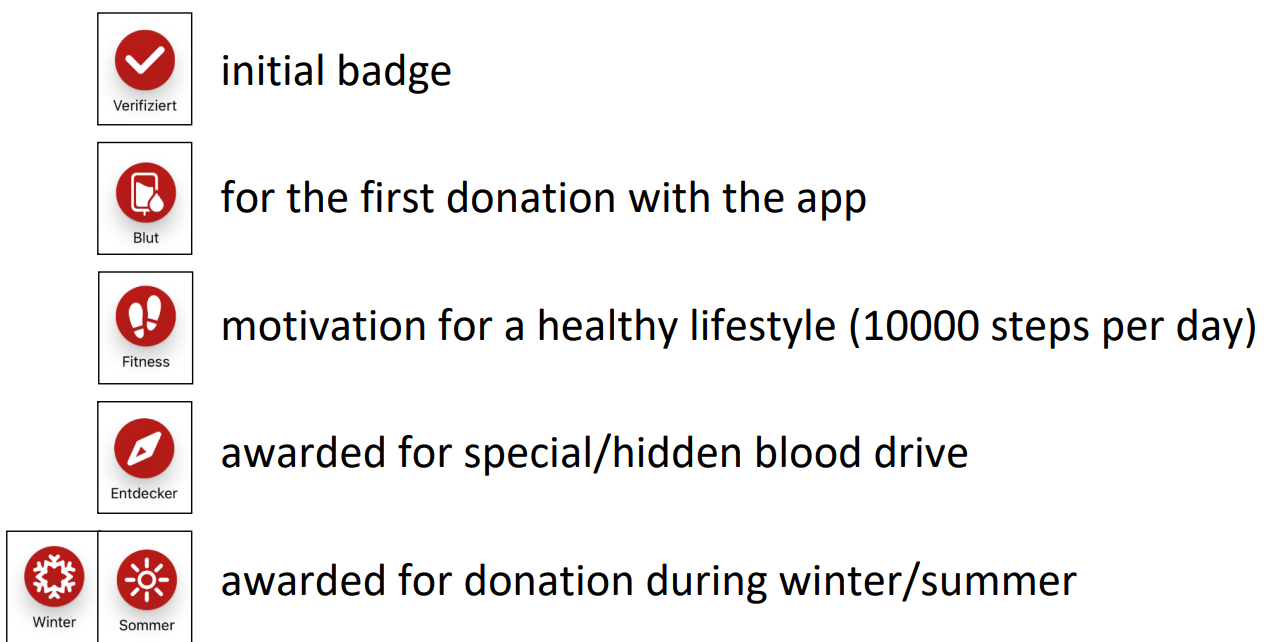 Verifiziert
initial badge
Blut
for the first donation with the app
Fitness
motivation for a healthy lifestyle (10000 steps per day)
Entdecker
awarded for special/hidden blood drive
Winter
Sommer
awarded for donation during winter/summer